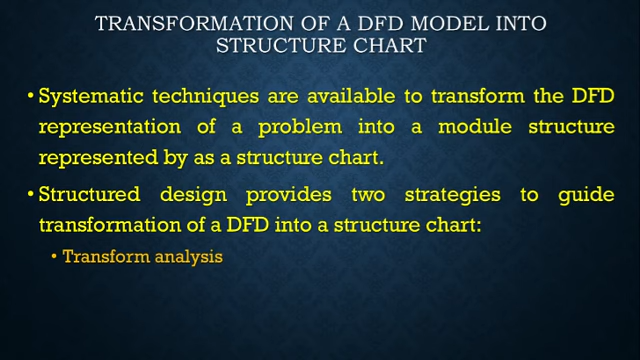 TRANSFORMATION OF A DFD MODEL INTO
STRUCTURE CHART
• Systematic techniques are available to transform the DFD
representation of a problem into a module structure
represented by as a structure chart.
• Structured design provides two strategies to guide
transformation of a DFD into a structure chart:
• Transform analysis